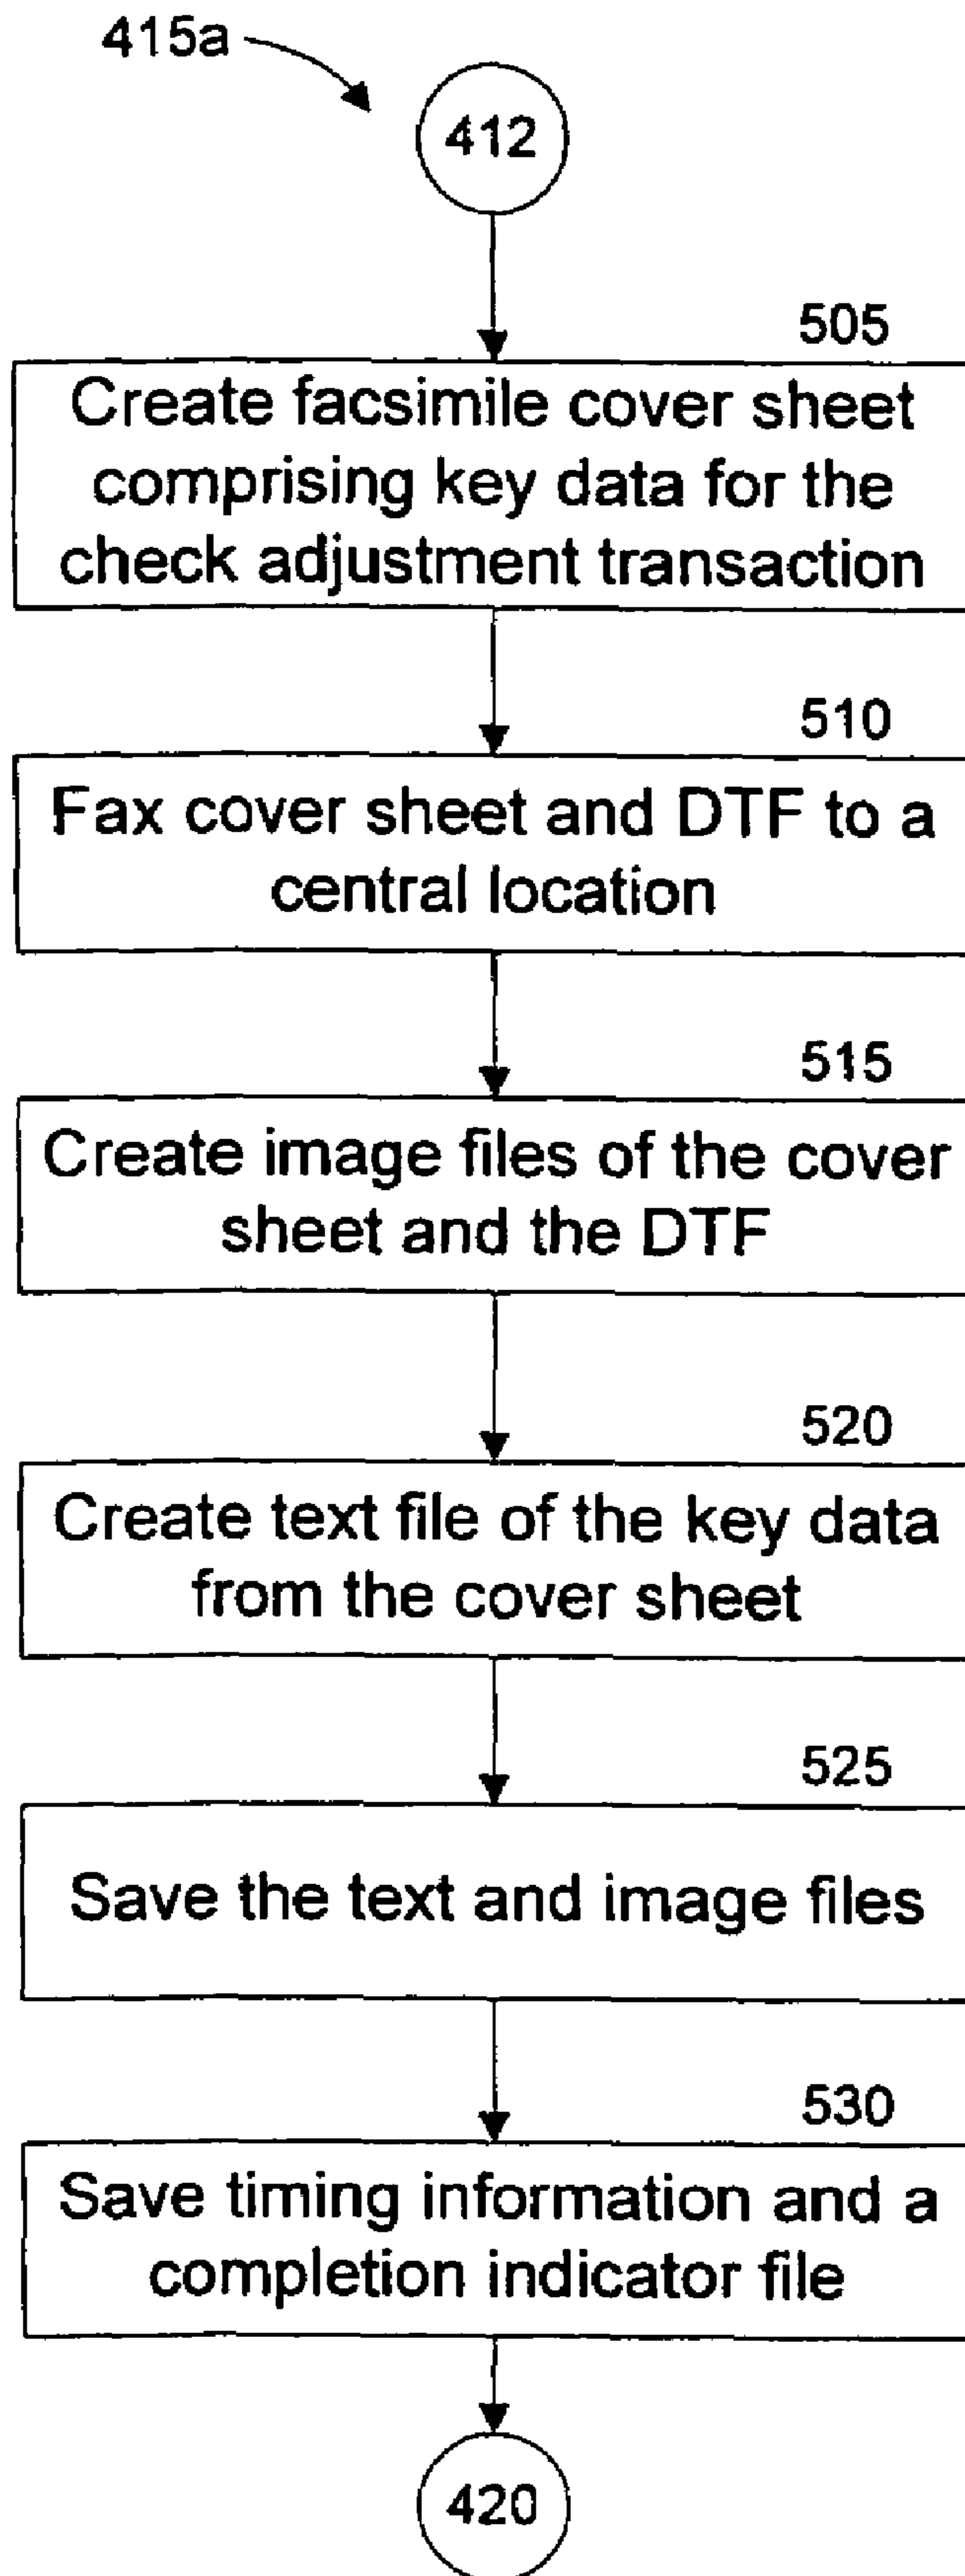 415a
412
505
Create facsimile cover sheet
comprising key data for the
check adjustment transaction
510
Fax cover sheet and DTF to a
central location
515
Create image files of the cover
sheet and the DTF
520
Create text file of the key data
from the cover sheet
525
Save the text and image files
530
Save timing information and a
completion indicator file
420